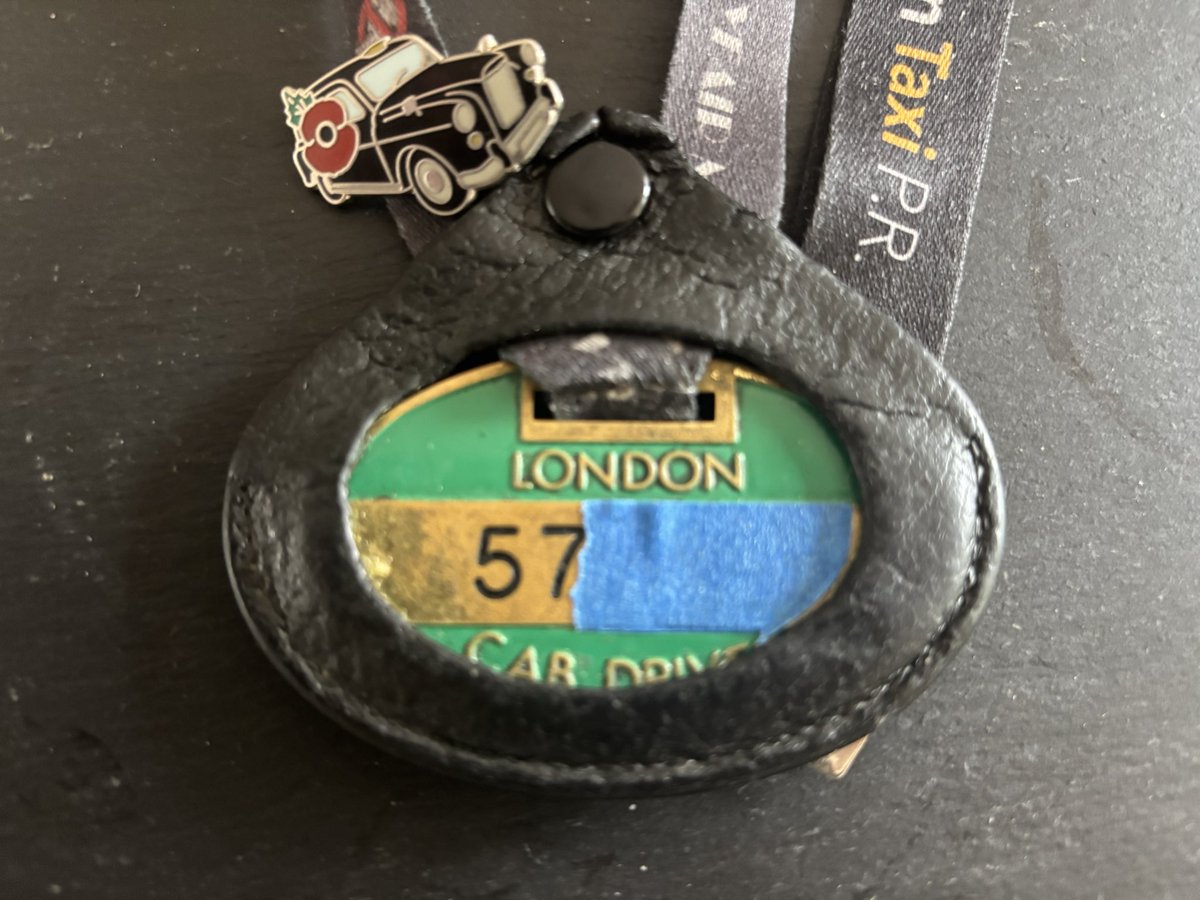 Taxi P.R.
LONDON
57
CAB DRIVE